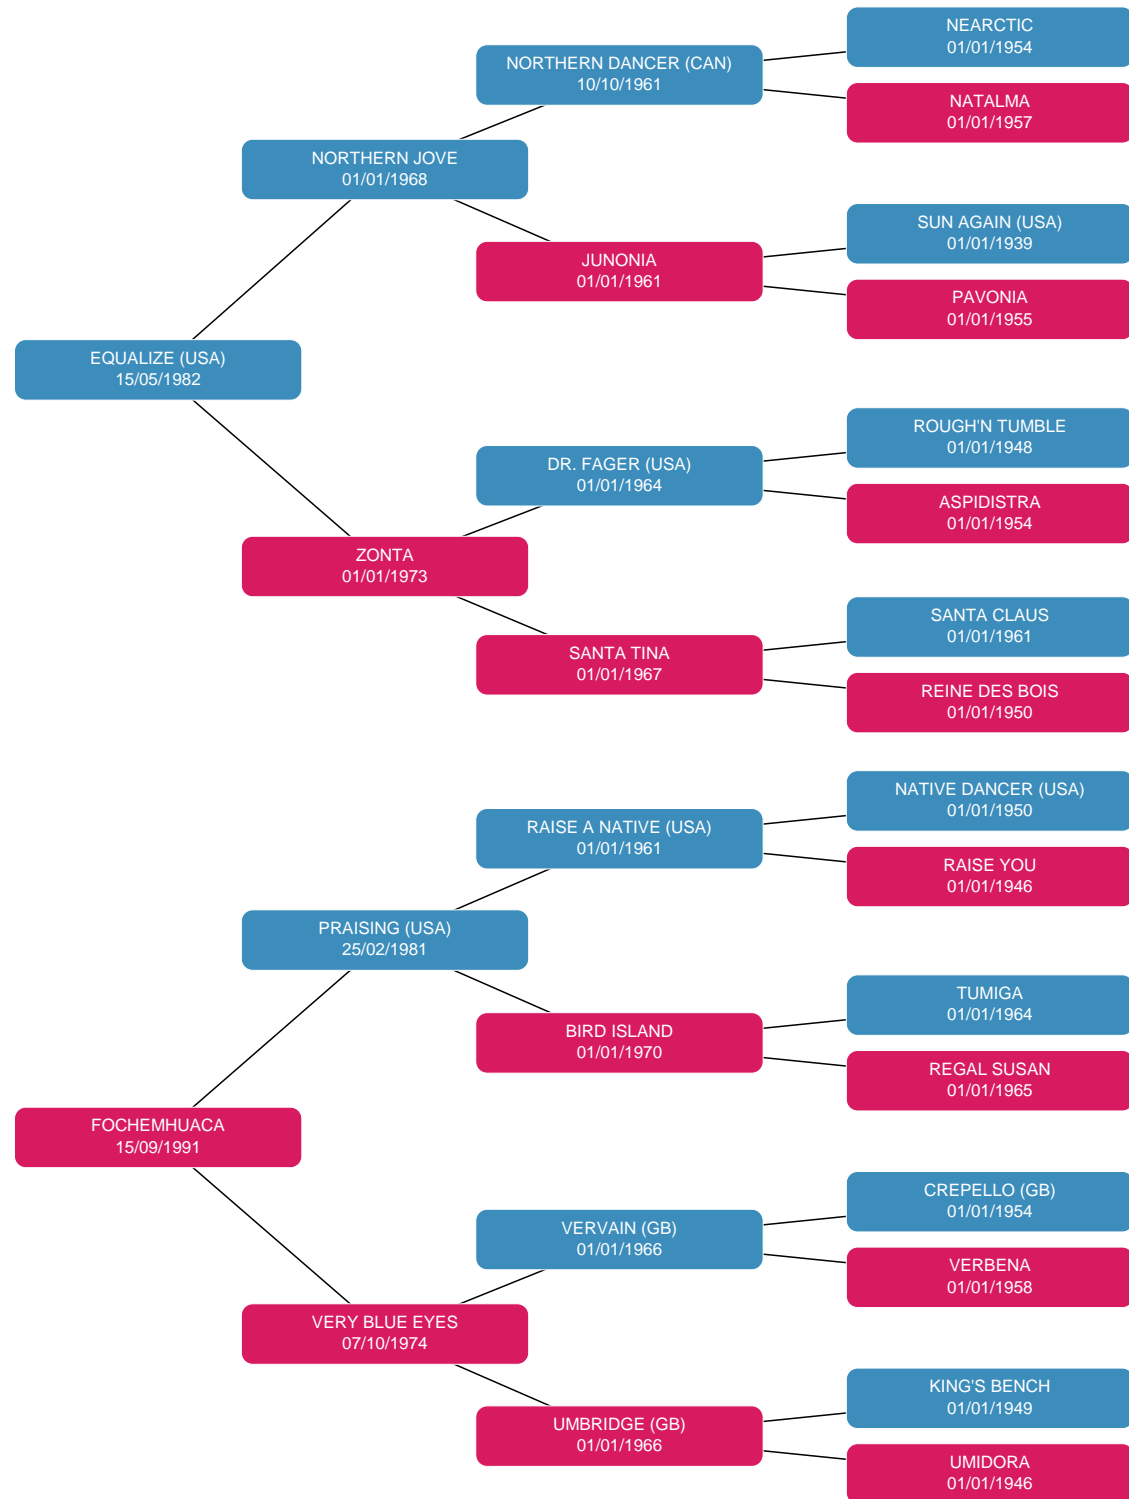 NEARCTIC
01/01/1954
NORTHERN DANCER (CAN)
10/10/1961
NATALMA
01/01/1957
NORTHERN JOVE
01/01/1968
SUN AGAIN (USA)
01/01/1939
JUNONIA
01/01/1961
PAVONIA
01/01/1955
EQUALIZE (USA)
15/05/1982
ROUGH'N TUMBLE
01/01/1948
DR. FAGER (USA)
01/01/1964
ASPIDISTRA
01/01/1954
ZONTA
01/01/1973
SANTA CLAUS
01/01/1961
SANTA TINA
01/01/1967
REINE DES BOIS
01/01/1950
NATIVE DANCER (USA)
01/01/1950
RAISE A NATIVE (USA)
01/01/1961
RAISE YOU
01/01/1946
PRAISING (USA)
25/02/1981
TUMIGA
01/01/1964
BIRD ISLAND
01/01/1970
REGAL SUSAN
01/01/1965
FOCHEMHUACA
15/09/1991
CREPELLO (GB)
01/01/1954
VERVAIN (GB)
01/01/1966
VERBENA
01/01/1958
VERY BLUE EYES
07/10/1974
KING'S BENCH
01/01/1949
UMBRIDGE (GB)
01/01/1966
UMIDORA
01/01/1946